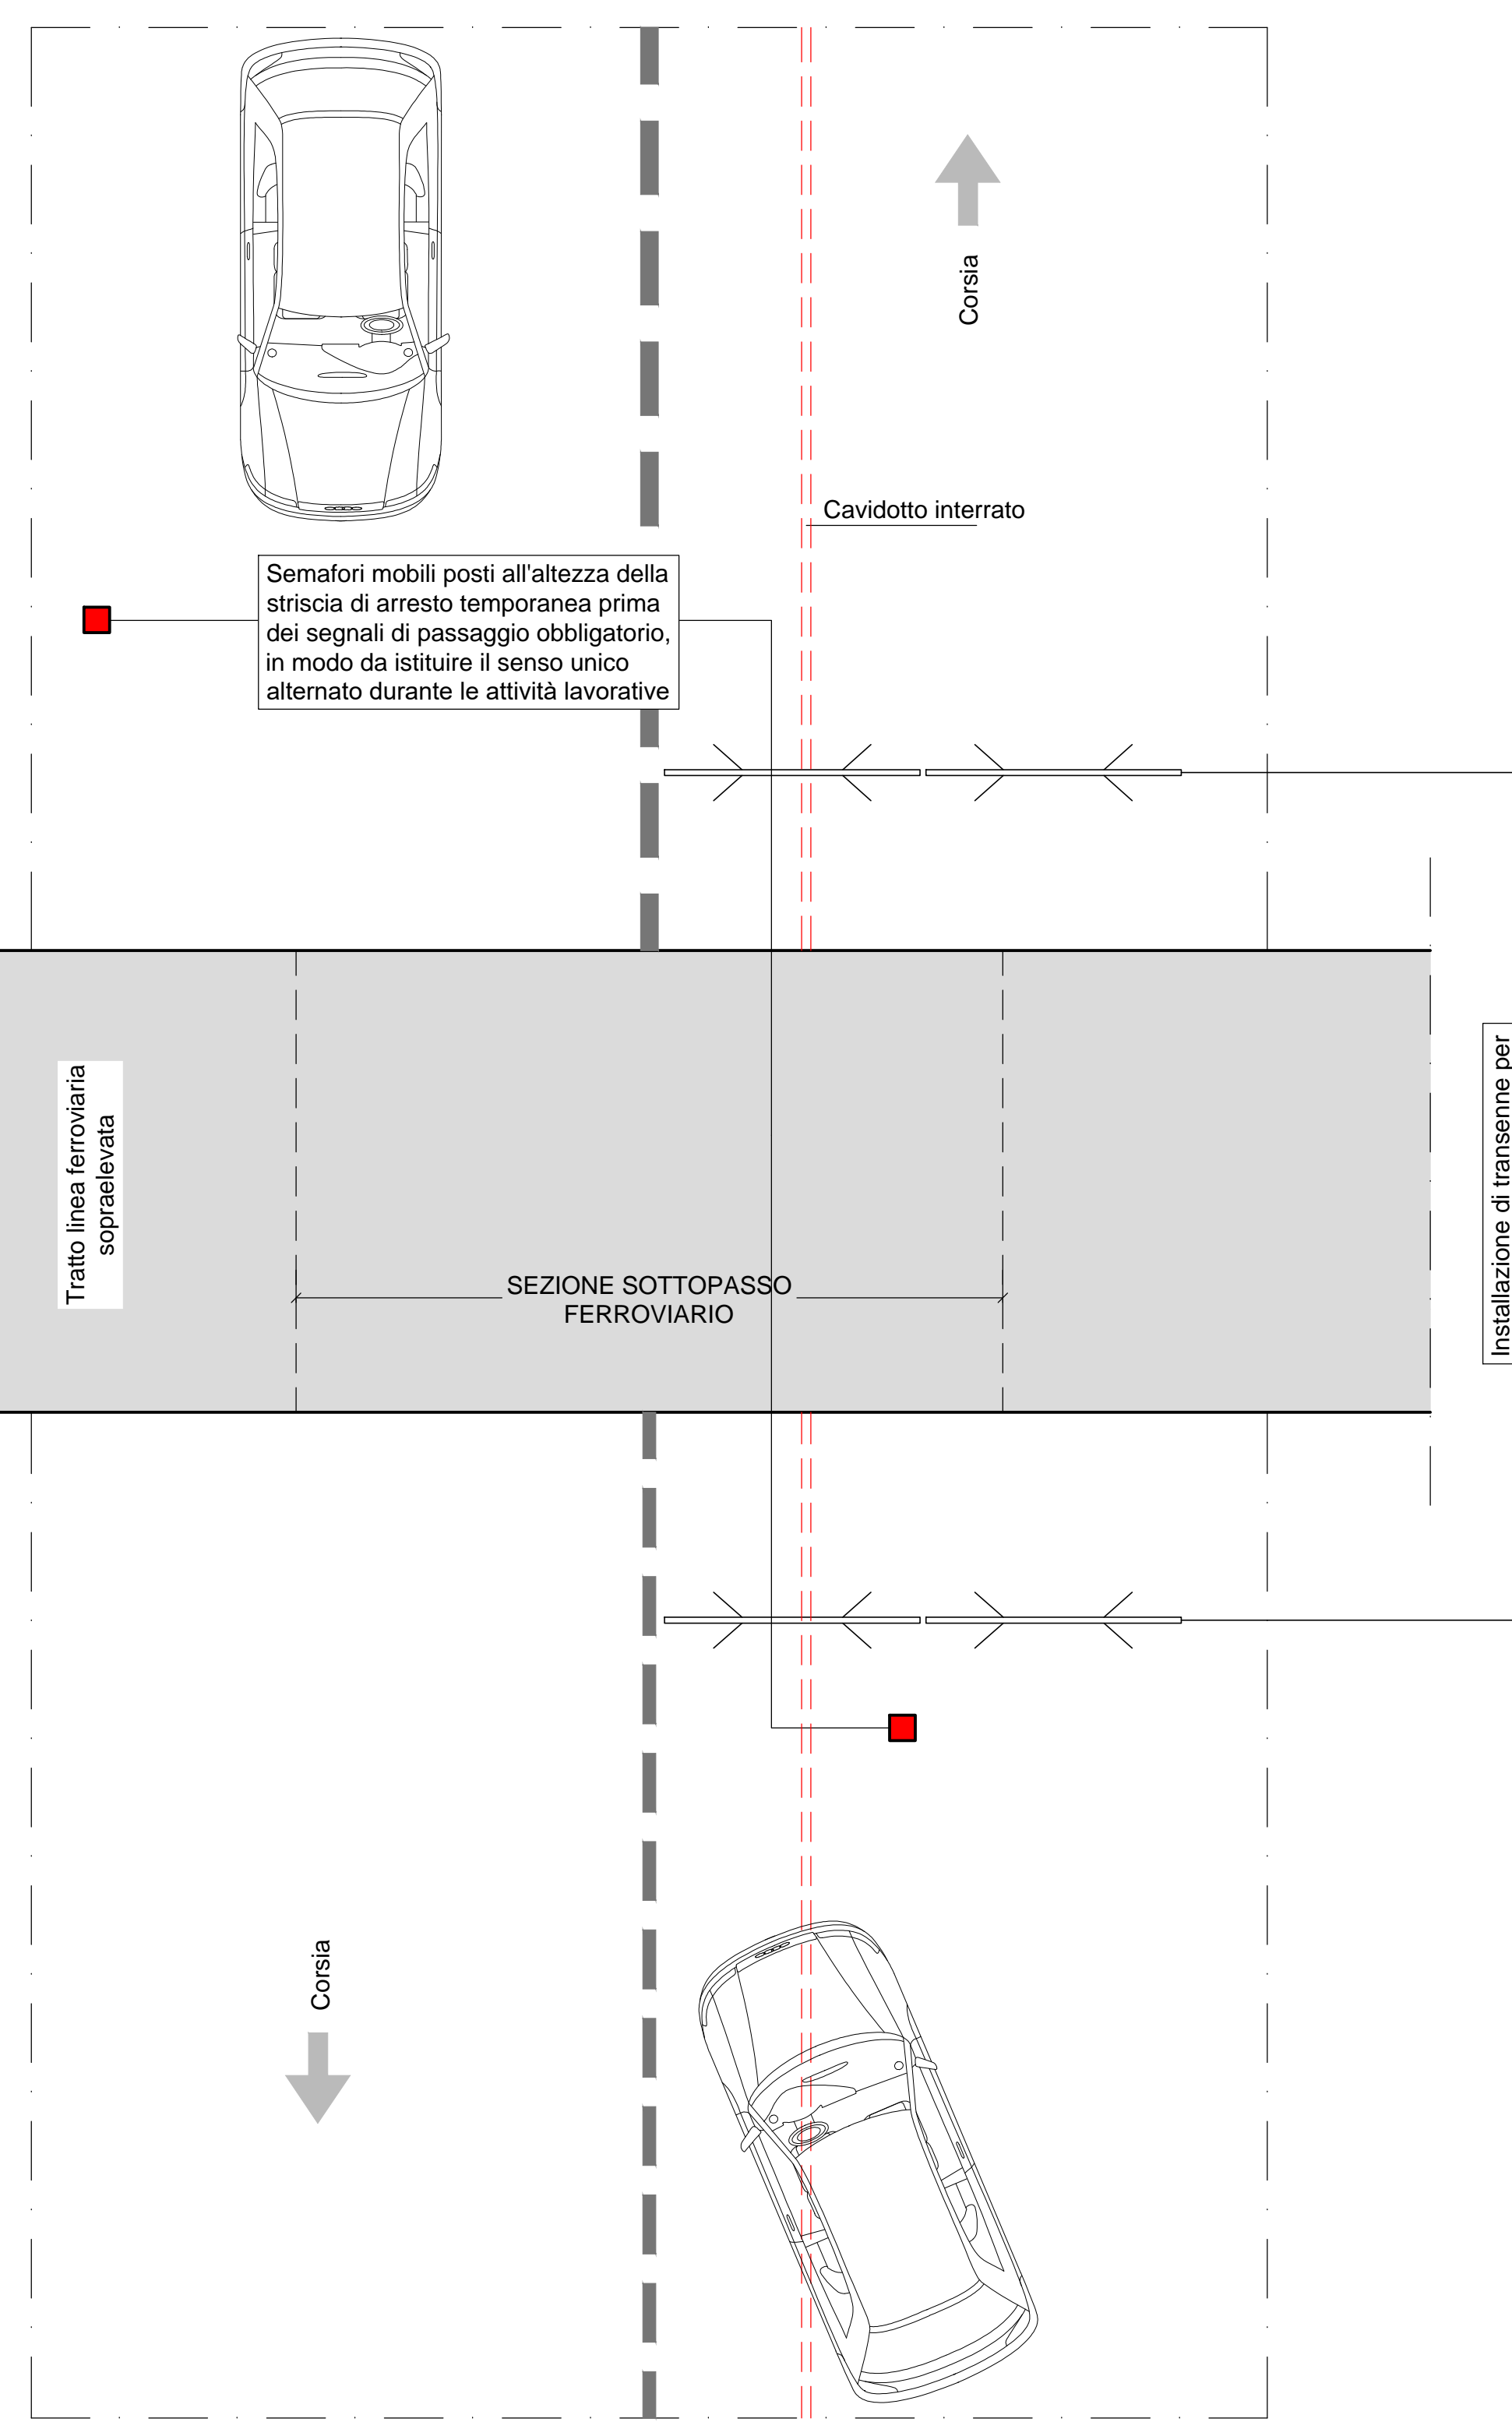 Corsia
Cavidotto interrato
Semafori mobili posti all'altezza della
striscia di arresto temporanea prima
dei segnali di passaggio obbligatorio,
in modo da istituire il senso unico
alternato durante le attività lavorative
Tratto linea ferroviaria
sopraelevata
SEZIONE SOTTOPASSO
FERROVIARIO
Installazione di transenne per
Corsia